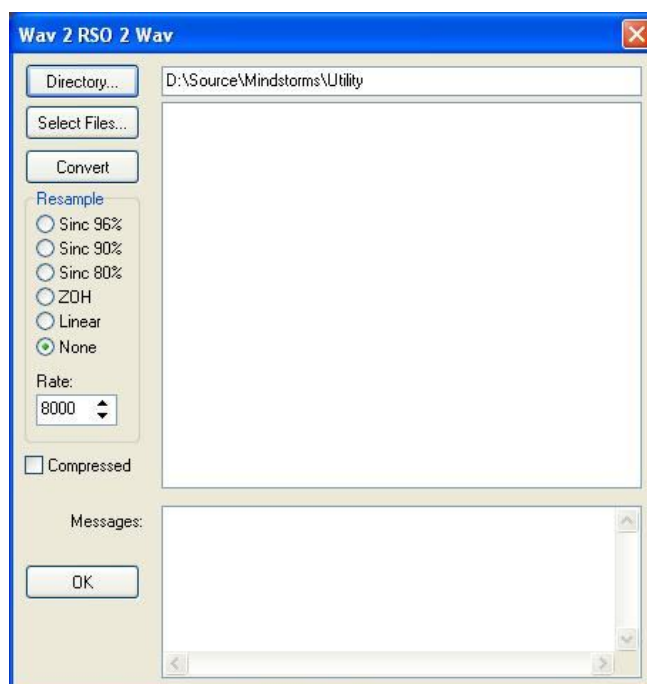 Wav 2 RSO 2 Wav
Directory...
D:\Source\Mindstorms\Utility
Select Files...
Convert
Resample
Sinc 96%
Sinc 90%
Sinc 80%
ZOH
Linear
None
Rate:
8000
Compressed
Messages:
OK